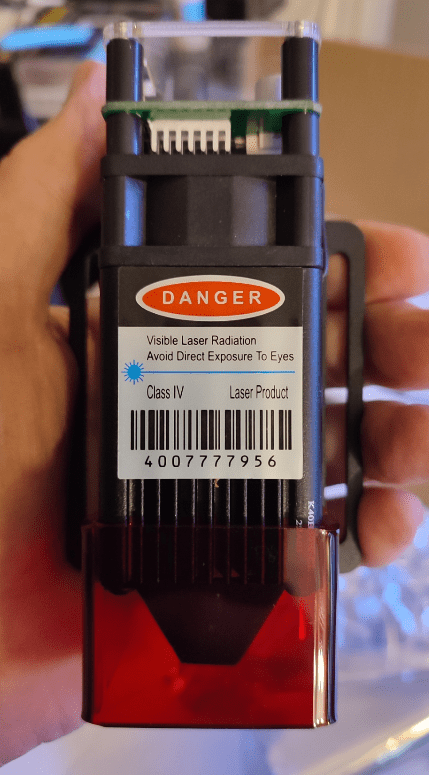 DANGER
Visible Laser Radiation
Avoid Direct Exposure To Eyes
Class IV Laser Product
4007777956